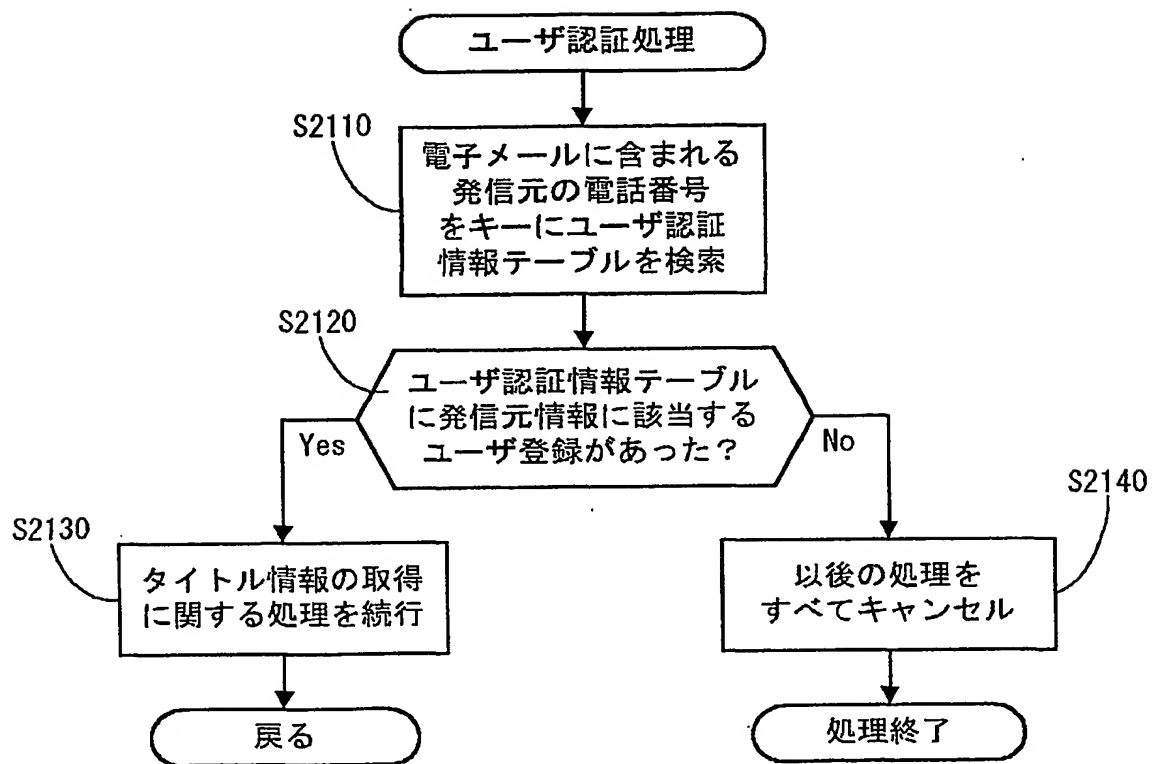 ユーザ認証処理
S2110
電子メールに含まれる
発信元の電話番号
をキーにユーザ認証
情報テーブルを検索
S2120
ユーザ認証情報テーブル
に発信元情報に該当する
ユーザ登録があった？
Yes
No
S2130
タイトル情報の取得
に関する処理を続行
S2140
以後の処理を
すべてキャンセル
戻る
処理終了